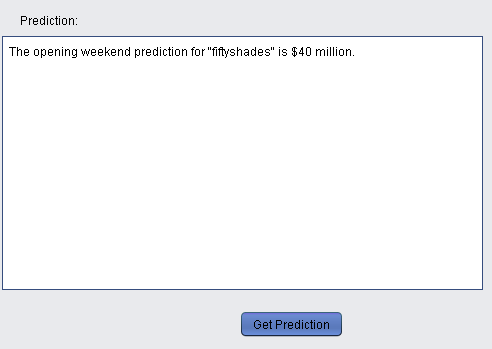 Prediction:
The opening weekend prediction for "fiftyshades" is $40 million.
Get Prediction